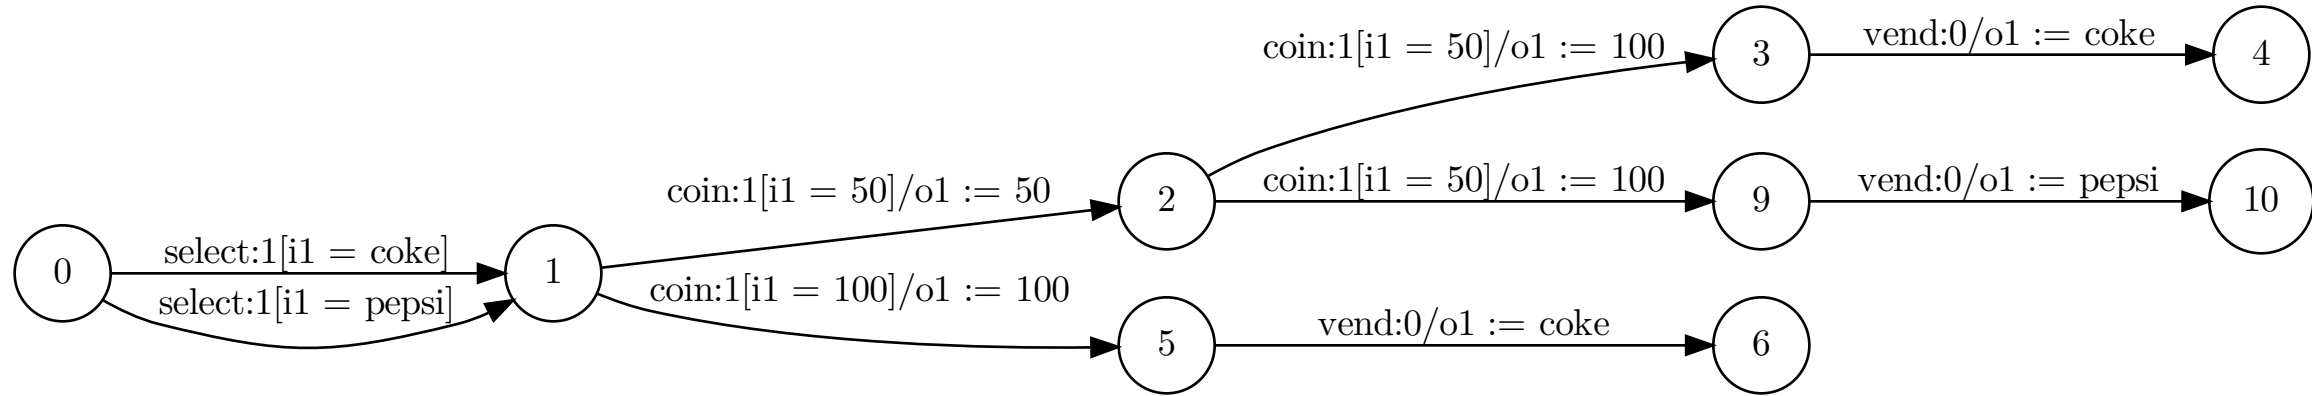 coin:1[i1 = 50]/o1 := 100
3
vend:0/o1 := coke
4
coin:1[i1 = 50]/o1 := 50
2
coin:1[i1 = 50]/o1 := 100
9
vend:0/o1 := pepsi
10
0
select:1[i1 = coke]
select:1[i1 = pepsi]
1
coin:1[i1 = 100]/o1 := 100
5
vend:0/o1 := coke
6